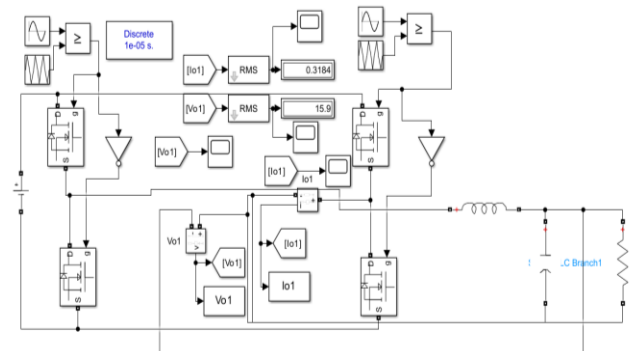 ≥
≥
Discrete
1e-05 s.
[Io1]
RMS
0.3184
[Vo1]
RMS
15.9
g
D
S
g
D
S
[Vo1]
[Io1]
Io1
Vo1
[Vo1]
Vo1
[Io1]
Io1
g
D
S
g
D
S
LC Branch1